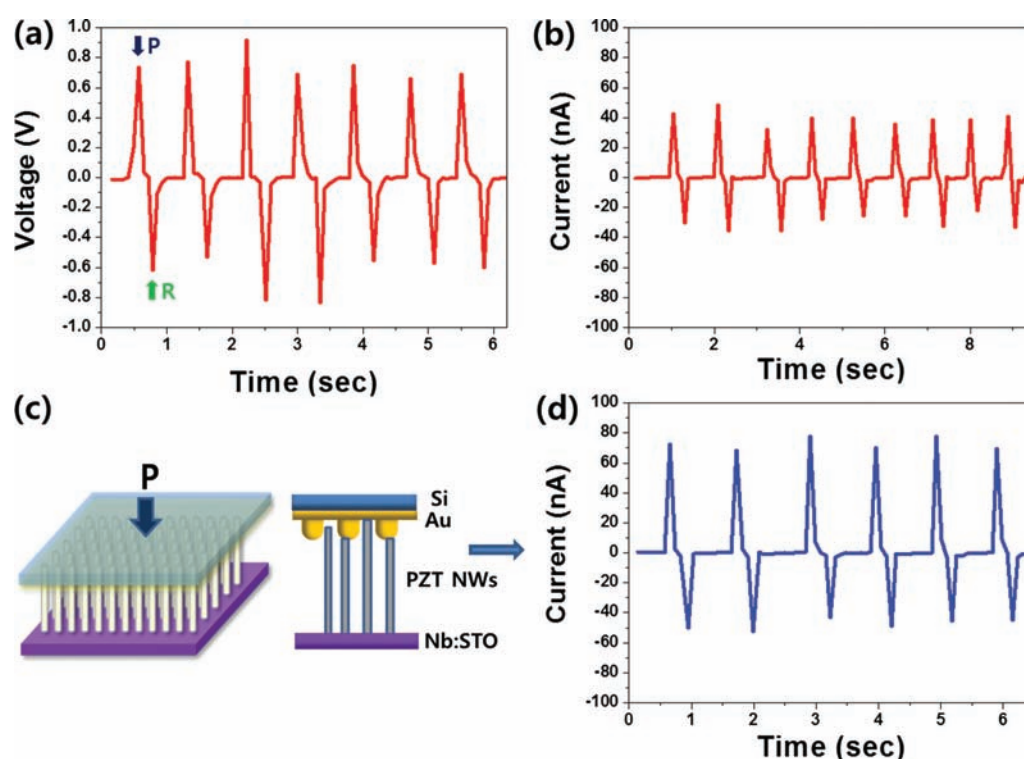 (a)
P
R
1.0
0.8
0.6
0.4
0.2
0.0
-0.2
-0.4
-0.6
-0.8
-1.0
Voltage (V)
0 1 2 3 4 5 6
Time (sec)
(b)
100
80
60
40
20
0
-20
-40
-60
-80
-100
Current (nA)
0 2 4 6 8
Time (sec)
(c)
P
Si
Au
PZT NWs
Nb:STO
(d)
100
80
60
40
20
0
-20
-40
-60
-80
-100
Current (nA)
0 1 2 3 4 5 6
Time (sec)